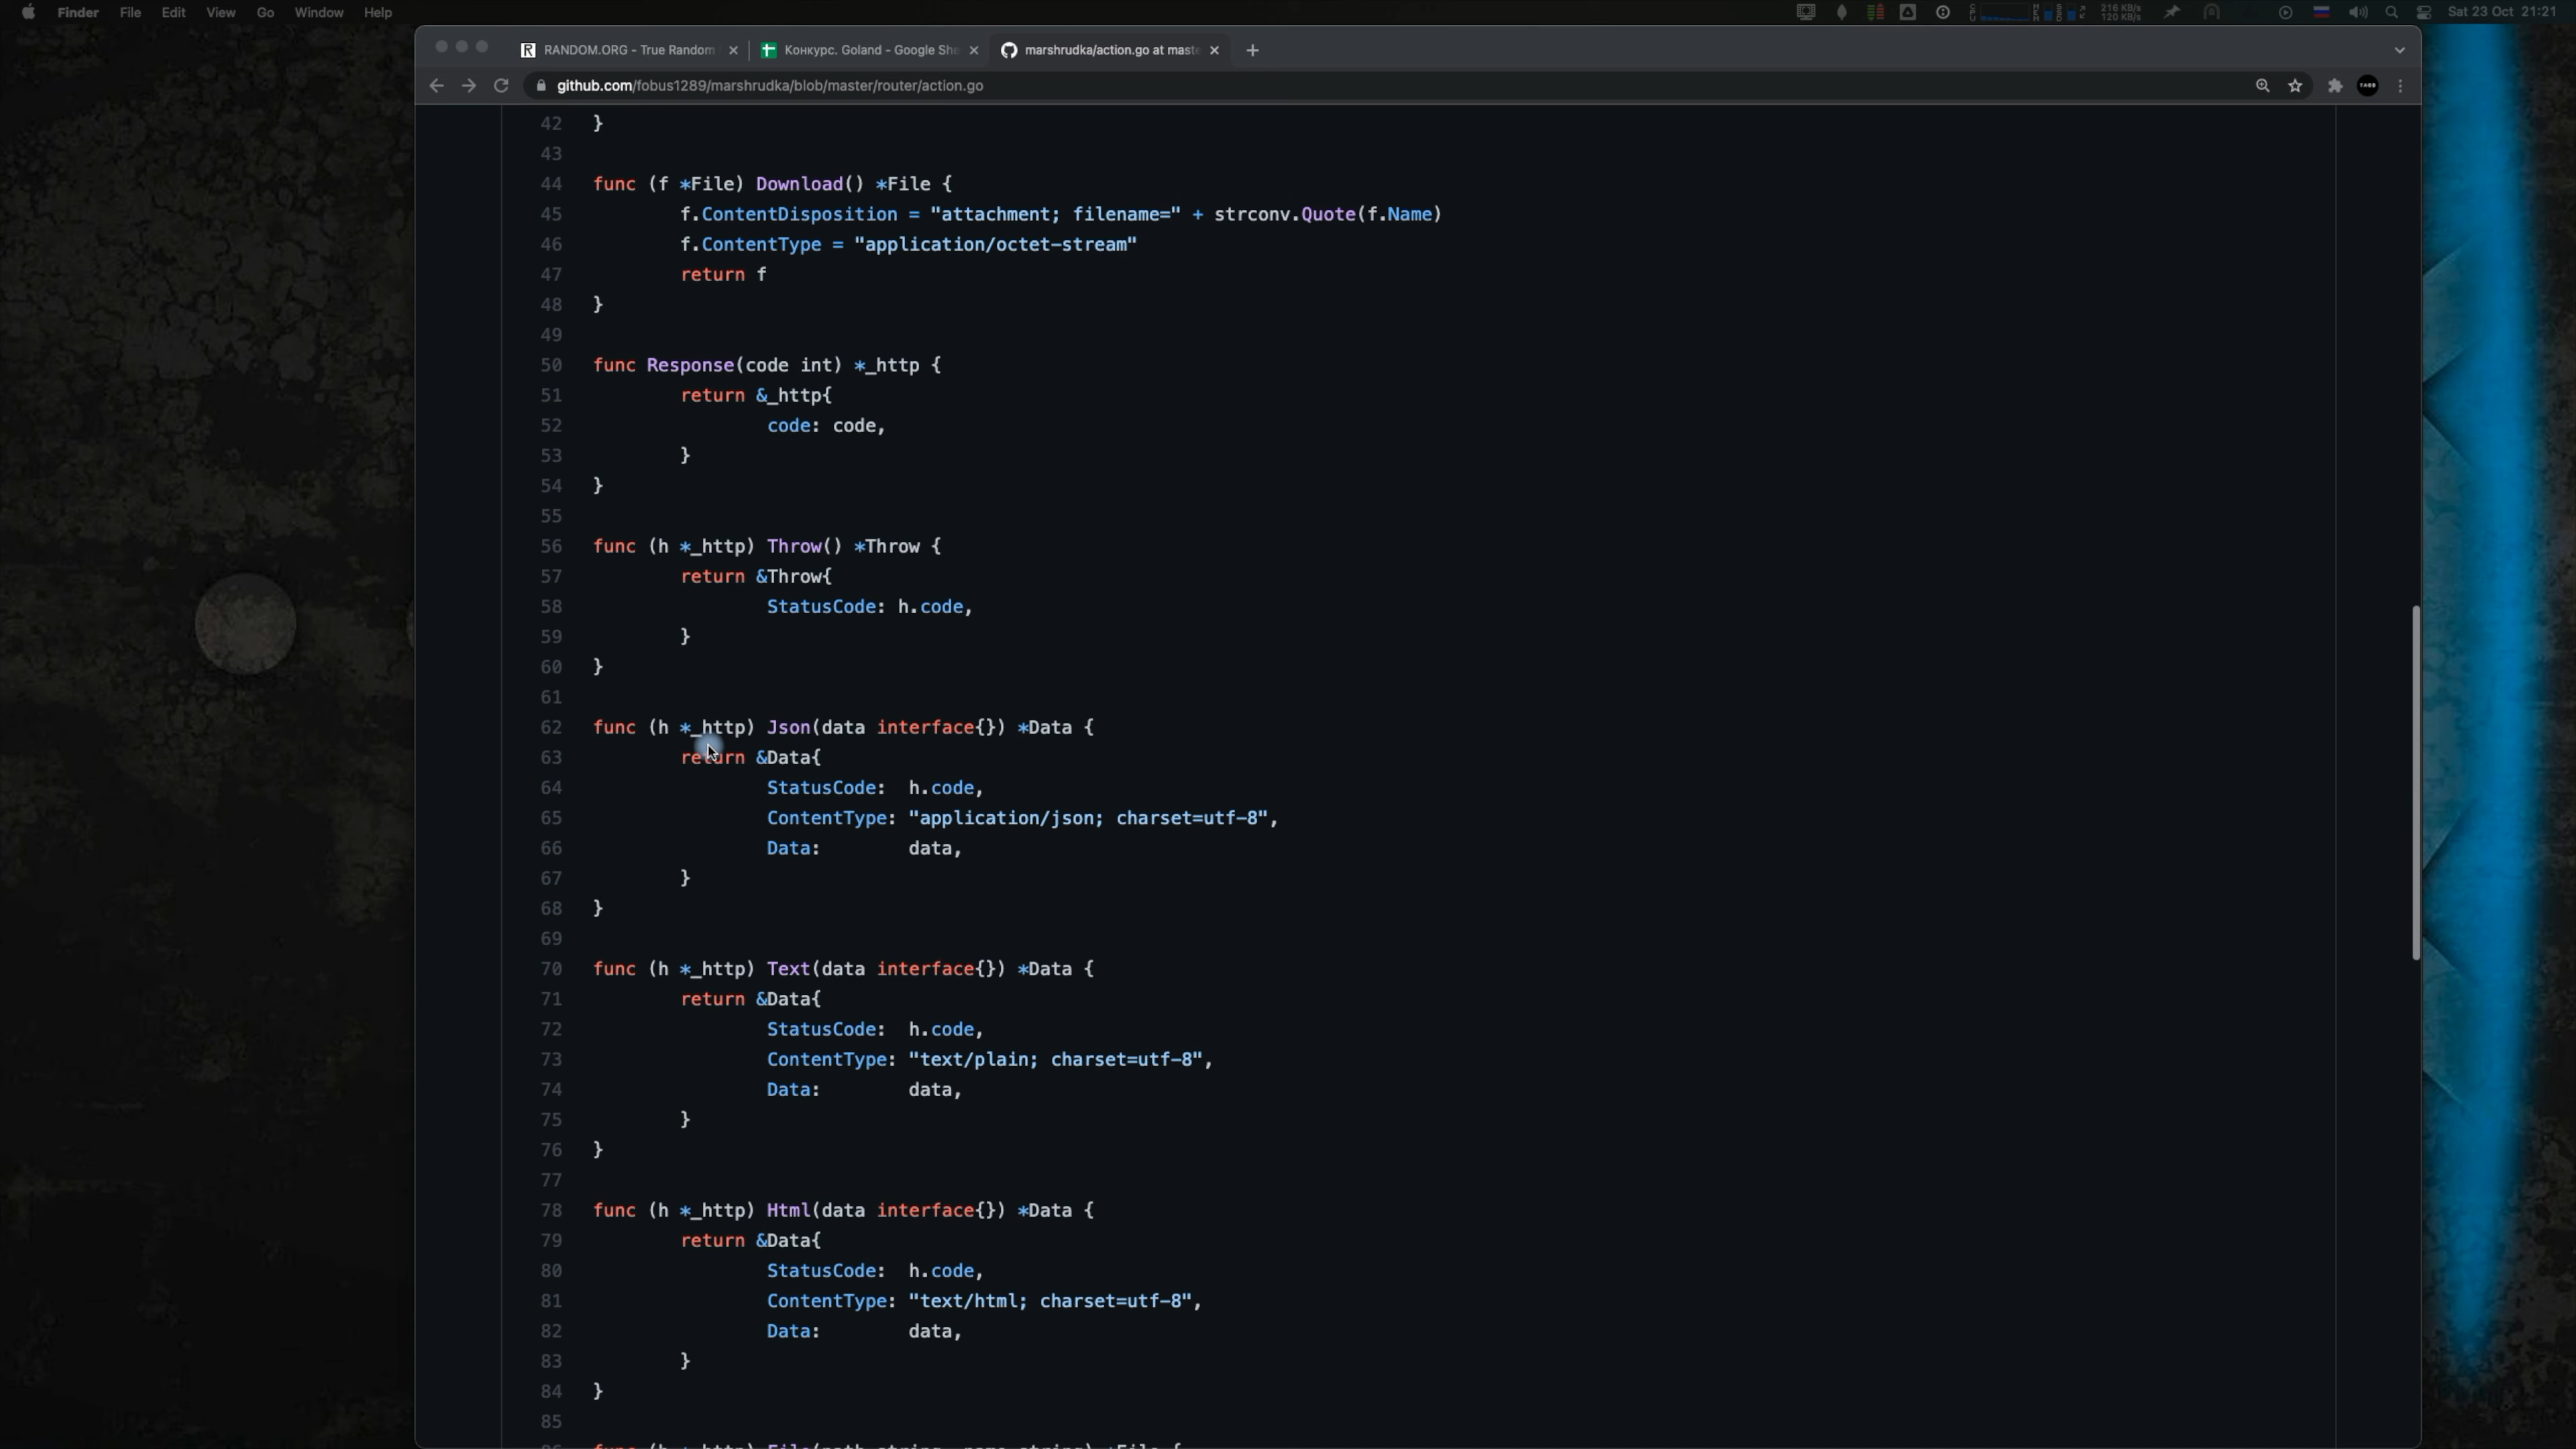 Finder File Edit View Go Window Help
216 KB/s
120 KB/s
Sat 23 Oct 21:21
RANDOM.ORG - True Random
Конкурс. Goland - Google She
marshrudka/action.go at maste
github.com/fobus1289/marshrudka/blob/master/router/action.go
42 }
43
44 func (f *File) Download() *File {
45 f.ContentDisposition = "attachment; filename=" + strconv.Quote(f.Name)
46 f.ContentType = "application/octet-stream"
47 return f
48 }
49
50 func Response(code int) *_http {
51 return &_http{
52 code: code,
53 }
54 }
55
56 func (h *_http) Throw() *Throw {
57 return &Throw{
58 StatusCode: h.code,
59 }
60 }
61
62 func (h *_http) Json(data interface{}) *Data {
63 return &Data{
64 StatusCode: h.code,
65 ContentType: "application/json; charset=utf-8",
66 Data: data,
67 }
68 }
69
70 func (h *_http) Text(data interface{}) *Data {
71 return &Data{
72 StatusCode: h.code,
73 ContentType: "text/plain; charset=utf-8",
74 Data: data,
75 }
76 }
77
78 func (h *_http) Html(data interface{}) *Data {
79 return &Data{
80 StatusCode: h.code,
81 ContentType: "text/html; charset=utf-8",
82 Data: data,
83 }
84 }
85